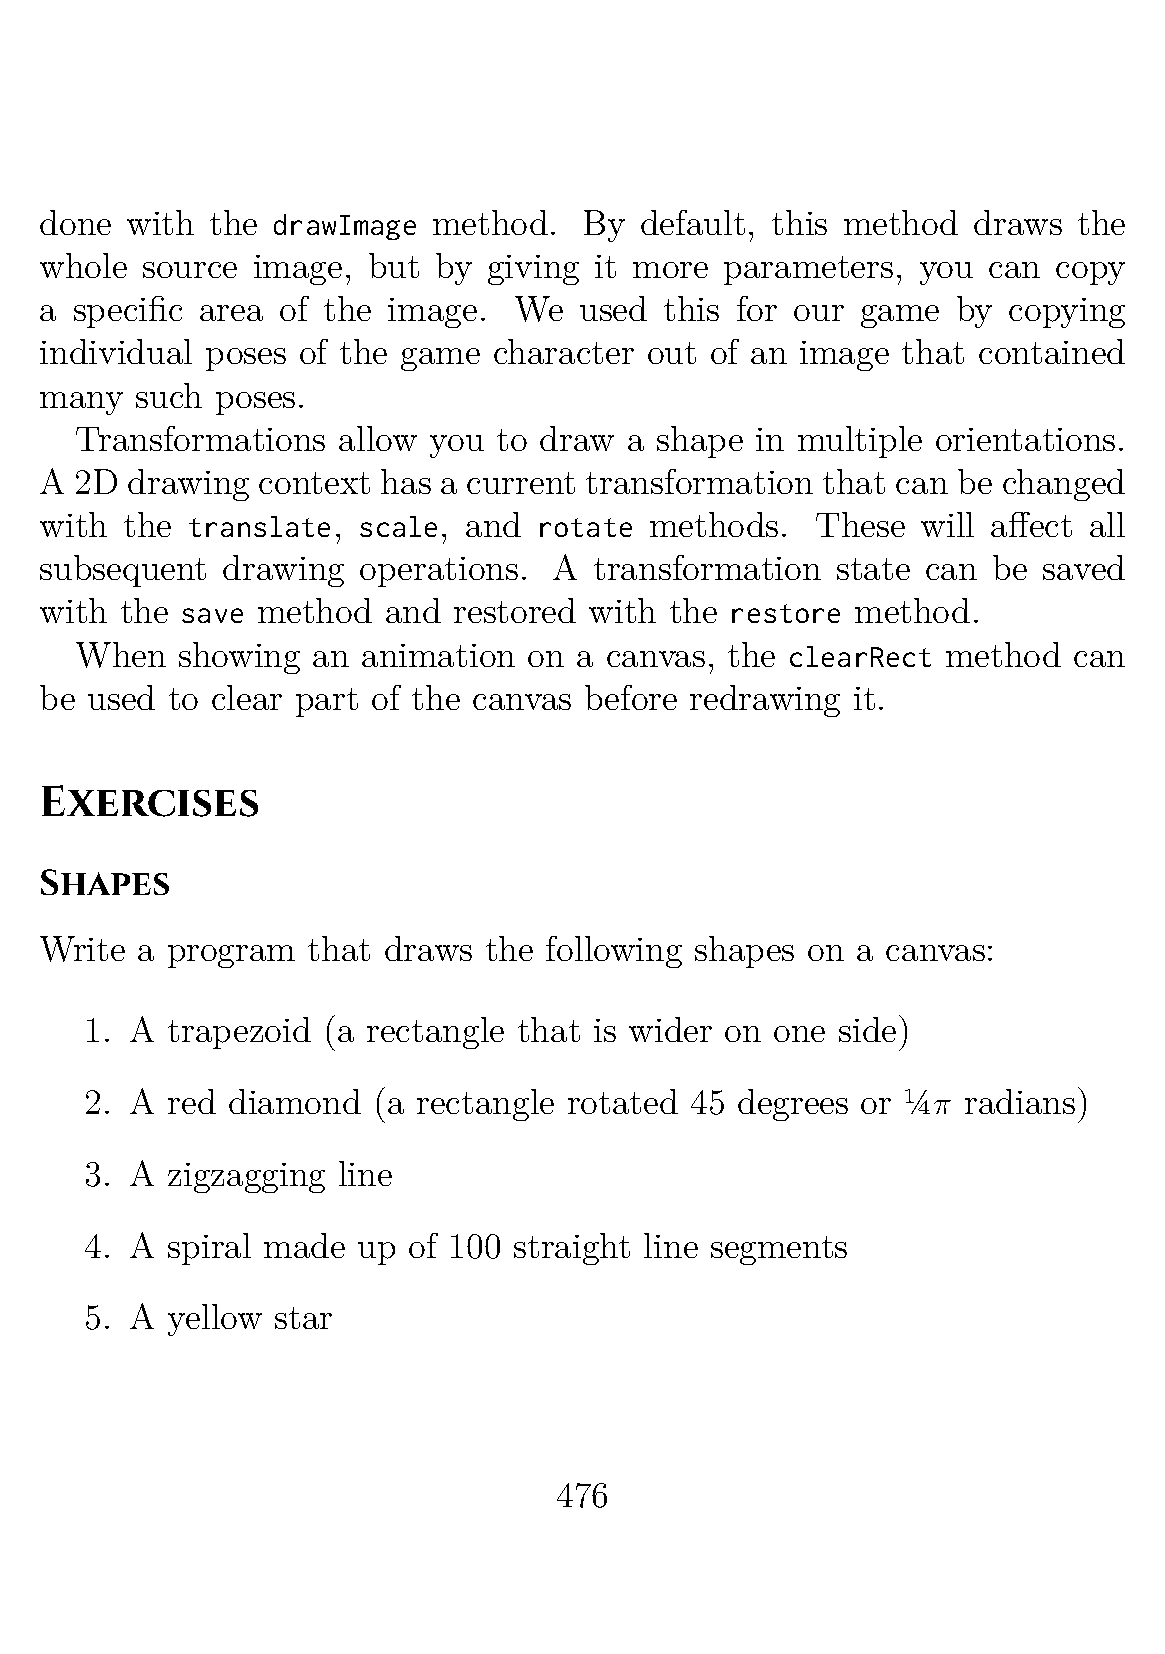 done with the drawImage method. By default, this method draws the
whole source image, but by giving it more parameters, you can copy
a specific area of the image. We used this for our game by copying
individual poses of the game character out of an image that contained
many such poses.
Transformations allow you to draw a shape in multiple orientations.
A 2D drawing context has a current transformation that can be changed
with the translate, scale, and rotate methods. These will affect all
subsequent drawing operations. A transformation state can be saved
with the save method and restored with the restore method.
When showing an animation on a canvas, the clearRect method can
be used to clear part of the canvas before redrawing it.
Exercises
Shapes
Write a program that draws the following shapes on a canvas:
1. A trapezoid (a rectangle that is wider on one side)
2. A red diamond (a rectangle rotated 45 degrees or ¼π radians)
3. A zigzagging line
4. A spiral made up of 100 straight line segments
5. A yellow star
476